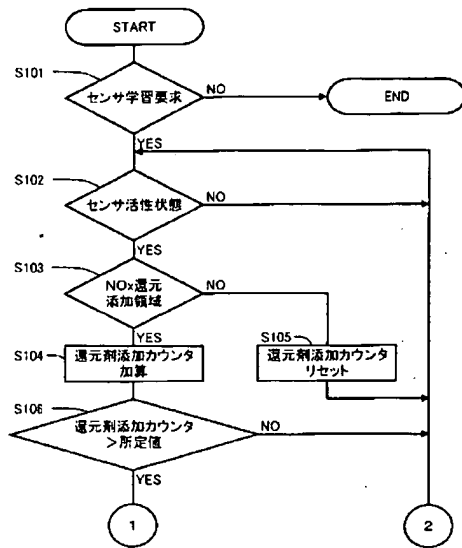 START
S101
センサ学習要求
NO
END
YES
S102
センサ活性状態
NO
YES
S103
NOx還元
添加領域
NO
YES
S104
還元剤添加カウンタ
加算
S105
還元剤添加カウンタ
リセット
S106
還元剤添加カウンタ
＞所定値
NO
YES
1
2